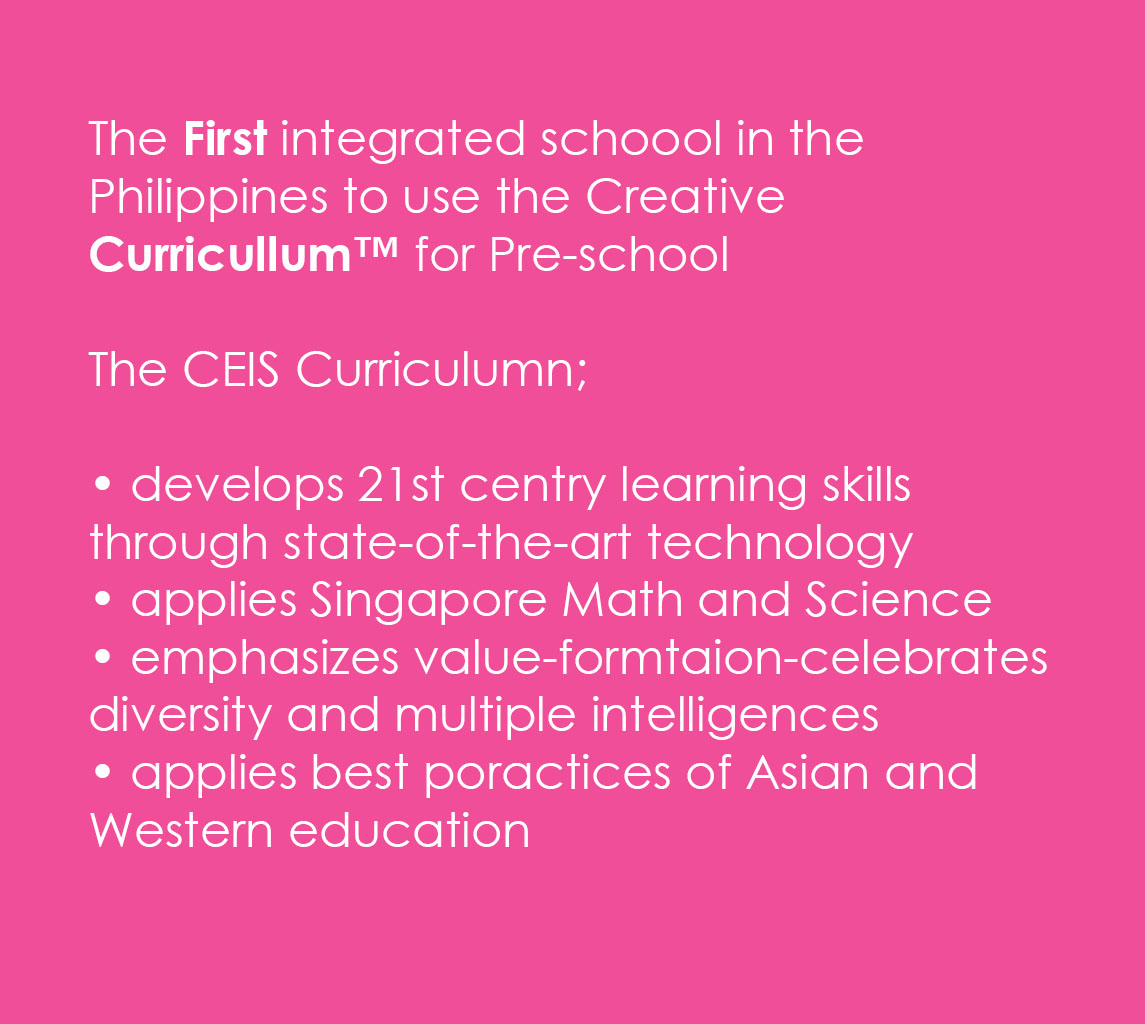 The First integrated schoool in the
Philippines to use the Creative
Curricullum™ for Pre-school
The CEIS Curriculumn;
• develops 21st centry learning skills
through state-of-the-art technology
• applies Singapore Math and Science
• emphasizes value-formtaion-celebrates
diversity and multiple intelligences
• applies best poractices of Asian and
Western education